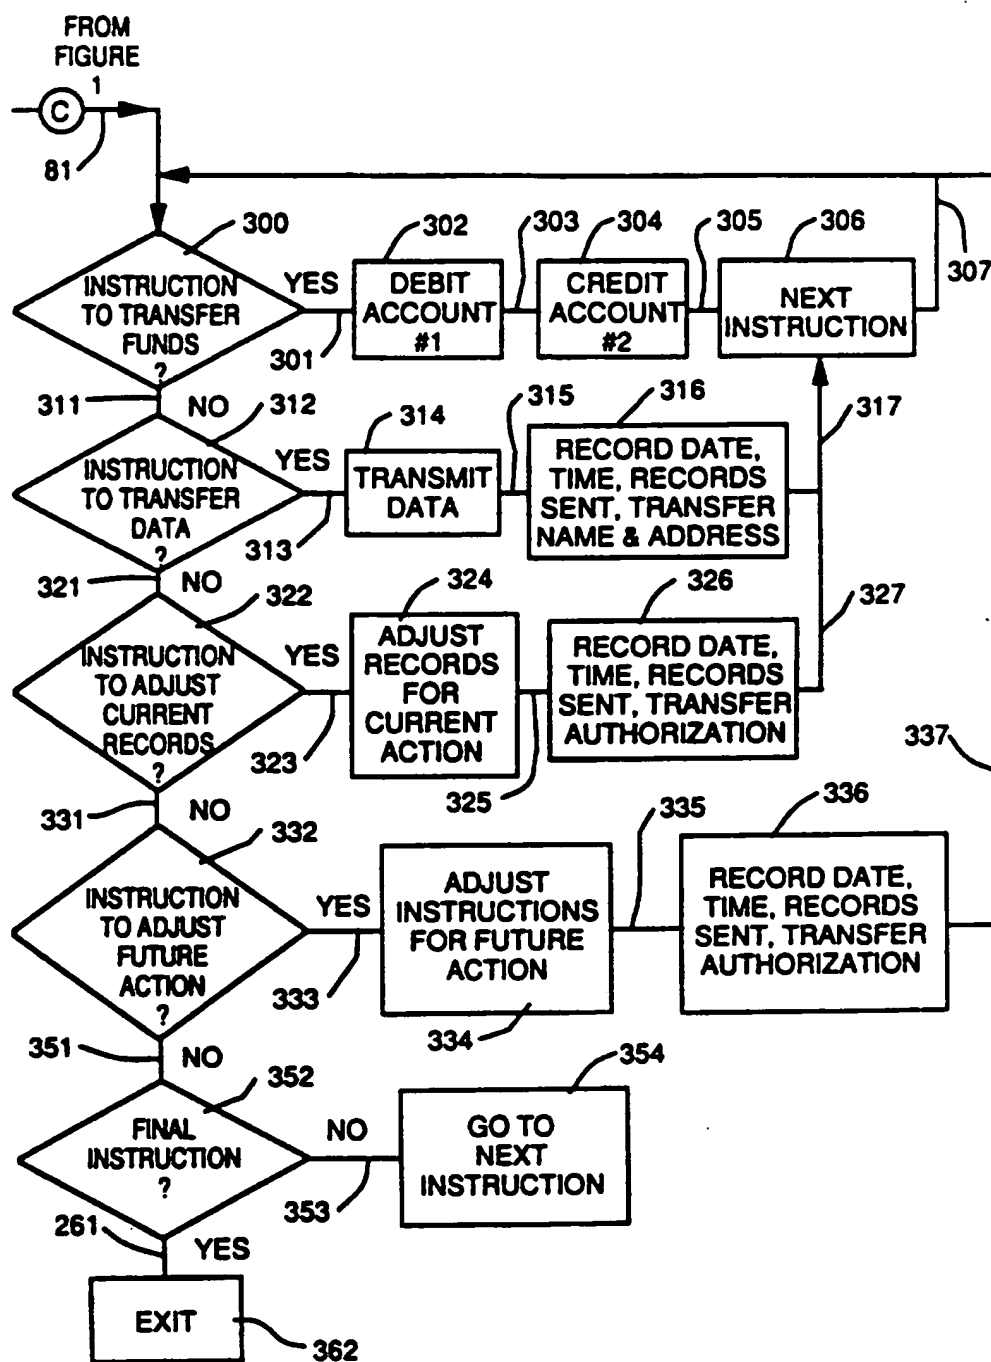 FROM
FIGURE
1
C
81
300
INSTRUCTION
TO TRANSFER
FUNDS
?
YES
301
302
DEBIT
ACCOUNT
#1
303
304
CREDIT
ACCOUNT
#2
305
306
NEXT
INSTRUCTION
307
311
NO
312
INSTRUCTION
TO TRANSFER
DATA
?
YES
313
314
TRANSMIT
DATA
315
316
RECORD DATE,
TIME, RECORDS
SENT, TRANSFER
NAME & ADDRESS
317
321
NO
322
INSTRUCTION
TO ADJUST
CURRENT
RECORDS
?
YES
323
324
ADJUST
RECORDS
FOR
CURRENT
ACTION
325
326
RECORD DATE,
TIME, RECORDS
SENT, TRANSFER
AUTHORIZATION
327
337
331
NO
332
INSTRUCTION
TO ADJUST
FUTURE
ACTION
?
YES
333
ADJUST
INSTRUCTIONS
FOR FUTURE
ACTION
334
335
336
RECORD DATE,
TIME, RECORDS
SENT, TRANSFER
AUTHORIZATION
351
NO
352
FINAL
INSTRUCTION
?
NO
353
354
GO TO
NEXT
INSTRUCTION
261
YES
EXIT
362